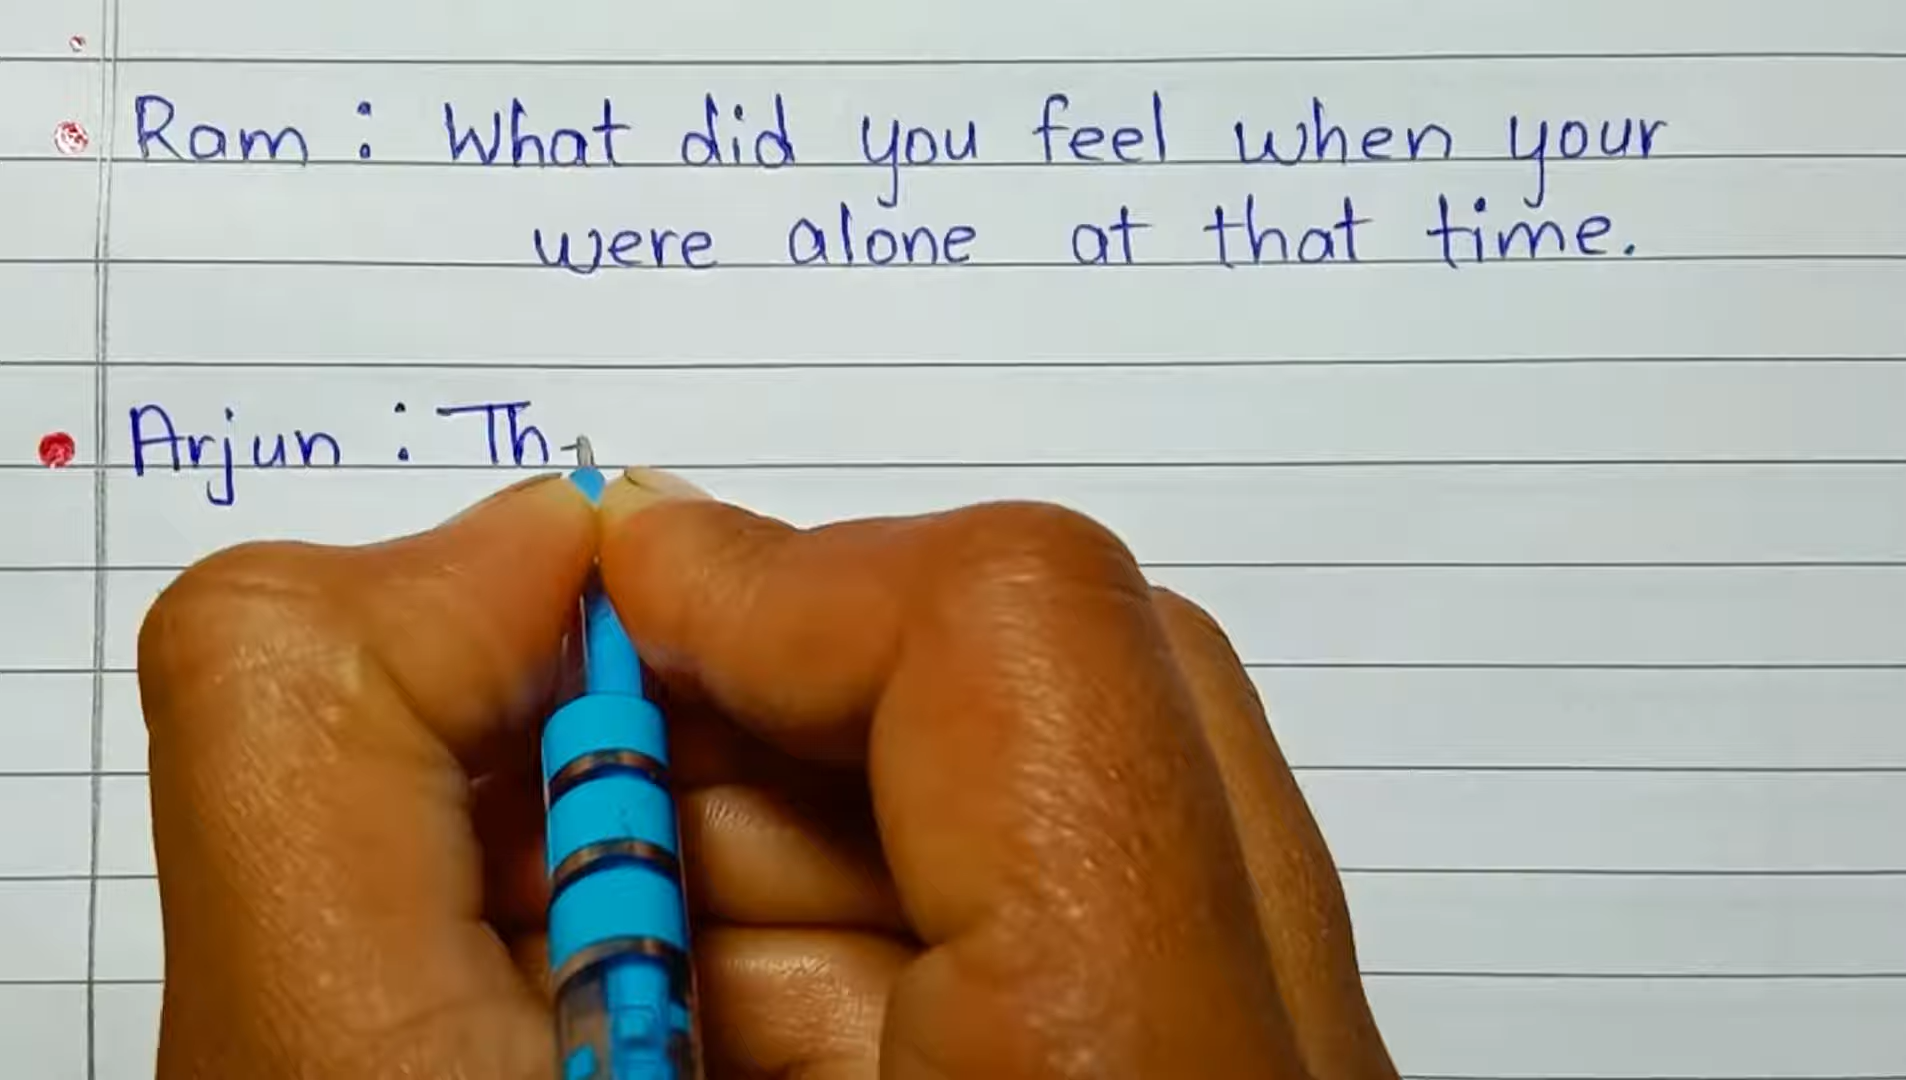 Ram : What did you feel when your
were alone at that time.
Arjun : Th